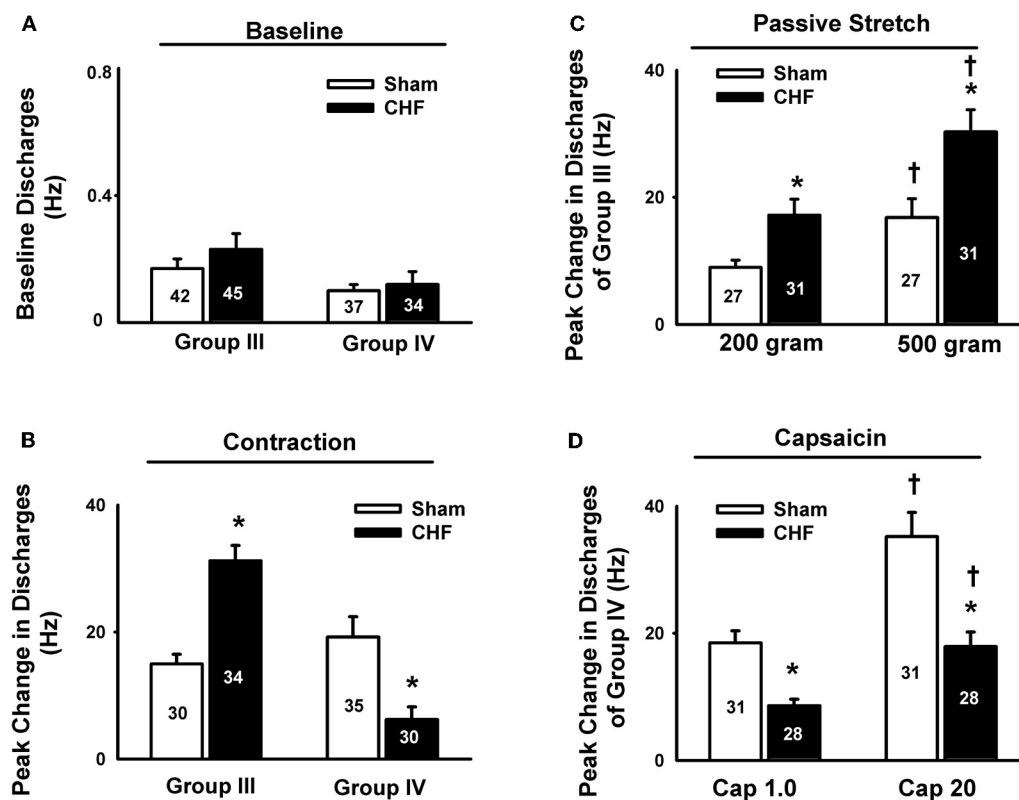 A
Baseline
Baseline Discharges
(Hz)
0.8
0.4
0
Sham
CHF
42
45
37
34
Group III
Group IV
B
Contraction
Peak Change in Discharges
(Hz)
40
20
0
Sham
CHF
*
*
30
34
35
30
Group III
Group IV
C
Passive Stretch
Peak Change in Discharges
of Group III (Hz)
40
20
0
Sham
CHF
*
†
†
*
27
31
27
31
200 gram
500 gram
D
Capsaicin
Peak Change in Discharges
of Group IV (Hz)
40
20
0
Sham
CHF
*
†
†
*
31
28
31
28
Cap 1.0
Cap 20